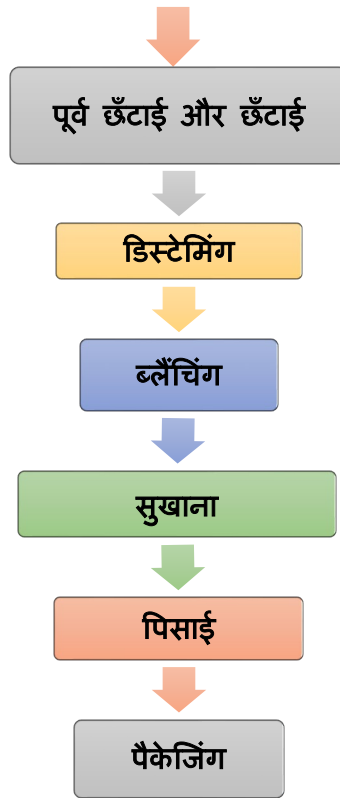 पूर्व छँटाई और छँटाई
डिस्टेमिंग
ब्लैंचिंग
सुखाना
पिसाई
पैकेजिंग